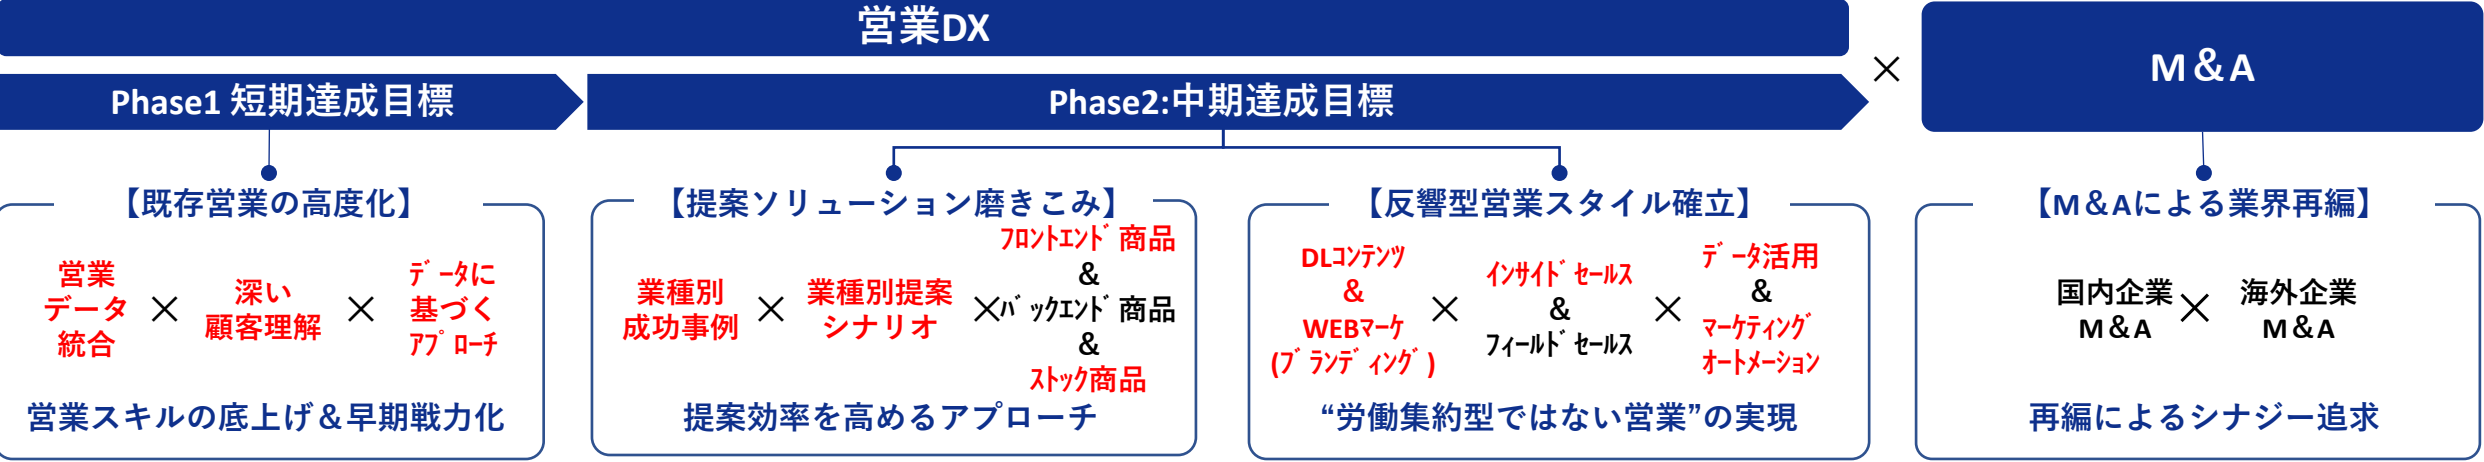 営業DX
×
M&A
Phase1 短期達成目標
Phase2:中期達成目標
【既存営業の高度化】
営業
データ
統合
×
深い
顧客理解
×
ﾃﾞｰﾀに
基づく
ｱﾌﾟﾛｰﾁ
営業スキルの底上げ＆早期戦力化
【提案ソリューション磨きこみ】
業種別
成功事例
×
業種別提案
シナリオ
×
ﾌﾛﾝﾄｴﾝﾄﾞ商品
&
ﾊﾞｯｸｴﾝﾄﾞ商品
&
ｽﾄｯｸ商品
提案効率を高めるアプローチ
【反響型営業スタイル確立】
DLｺﾝﾃﾝﾂ
&
WEBﾏｰｹ
(ﾌﾞﾗﾝﾃﾞｨﾝｸﾞ)
×
ｲﾝｻｲﾄﾞｾｰﾙｽ
&
ﾌｨｰﾙﾄﾞｾｰﾙｽ
×
ﾃﾞｰﾀ活用
&
ﾏｰｹﾃｨﾝｸﾞ
ｵｰﾄﾒｰｼｮﾝ
“労働集約型ではない営業”の実現
【M&Aによる業界再編】
国内企業
M&A
×
海外企業
M&A
再編によるシナジー追求